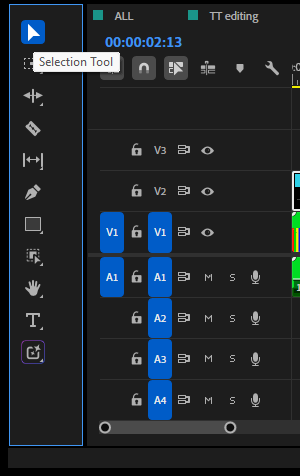 ALL TT editing
00:00:02:13
Selection Tool
V3
V2
V1 V1
A1 A1 M S
A2 M S
A3 M S
A4 M S
T